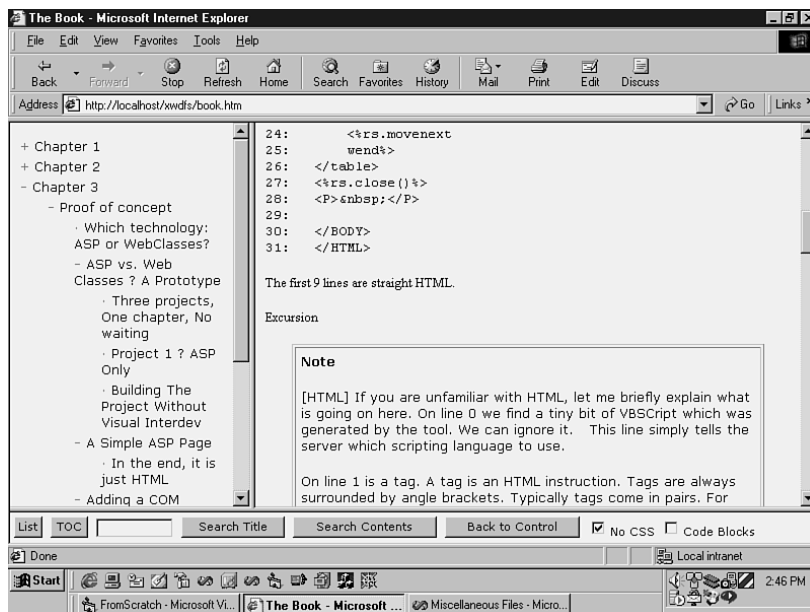 The Book - Microsoft Internet Explorer
File Edit View Favorites Tools Help
Back Forward Stop Refresh Home Search Favorites History Mail Print Edit Discuss
Address http://localhost/xwdfs/book.htm Go Links
+ Chapter 1
+ Chapter 2
- Chapter 3
- Proof of concept
· Which technology:
ASP or WebClasses?
- ASP vs. Web
Classes ? A Prototype
· Three projects,
One chapter, No
waiting
· Project 1 ? ASP
Only
· Building The
Project Without
Visual Interdev
- A Simple ASP Page
· In the end, it is
just HTML
- Adding a COM
24: <%rs.movenext
25: wend%>
26: </table>
27: <%rs.close()%>
28: <P>&nbsp;</P>
29:
30: </BODY>
31: </HTML>
The first 9 lines are straight HTML.
Excursion
Note
[HTML] If you are unfamiliar with HTML, let me briefly explain what
is going on here. On line 0 we find a tiny bit of VBSCript which was
generated by the tool. We can ignore it. This line simply tells the
server which scripting language to use.
On line 1 is a tag. A tag is an HTML instruction. Tags are always
surrounded by angle brackets. Typically tags come in pairs. For
List TOC Search Title Search Contents Back to Control No CSS Code Blocks
Done Local intranet
Start 2:46 PM
FromScratch - Microsoft Vi... The Book - Microsoft ... Miscellaneous Files - Micro...